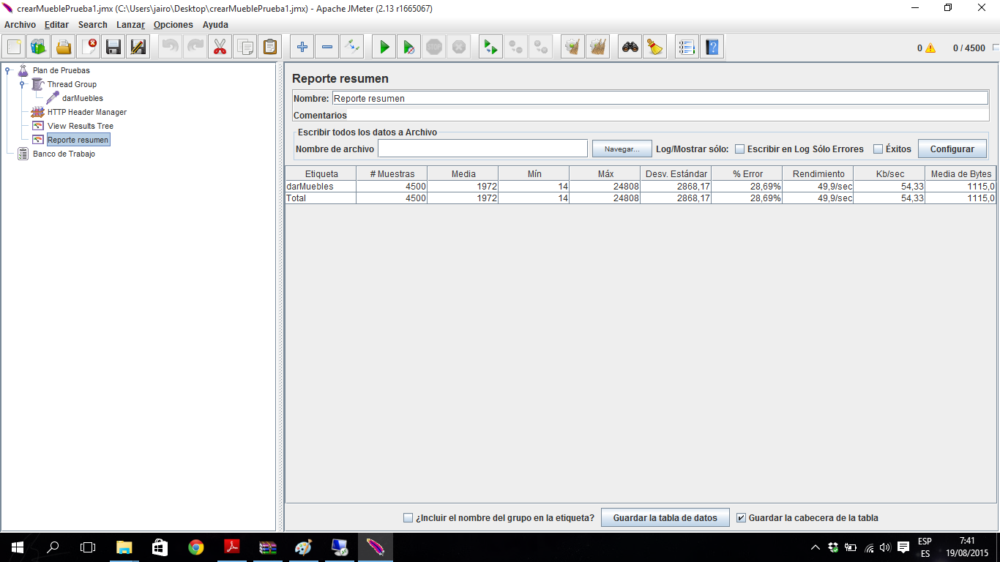 crearMueblePrueba1.jmx (C:\Users\jairo\Desktop\crearMueblePrueba1.jmx) - Apache JMeter (2.13 r1665067)
Archivo Editar Search Lanzar Opciones Ayuda
0 0 / 4500
Plan de Pruebas
Thread Group
darMuebles
HTTP Header Manager
View Results Tree
Reporte resumen
Banco de Trabajo
Reporte resumen
Nombre: Reporte resumen
Comentarios
Escribir todos los datos a Archivo
Nombre de archivo Navegar... Log/Mostrar sólo: Escribir en Log Sólo Errores Éxitos Configurar
Etiqueta # Muestras Media Mín Máx Desv. Estándar % Error Rendimiento Kb/sec Media de Bytes
darMuebles 4500 1972 14 24808 2868,17 28,69% 49,9/sec 54,33 1115,0
Total 4500 1972 14 24808 2868,17 28,69% 49,9/sec 54,33 1115,0
¿Incluir el nombre del grupo en la etiqueta? Guardar la tabla de datos Guardar la cabecera de la tabla
ESP 7:41
ES 19/08/2015